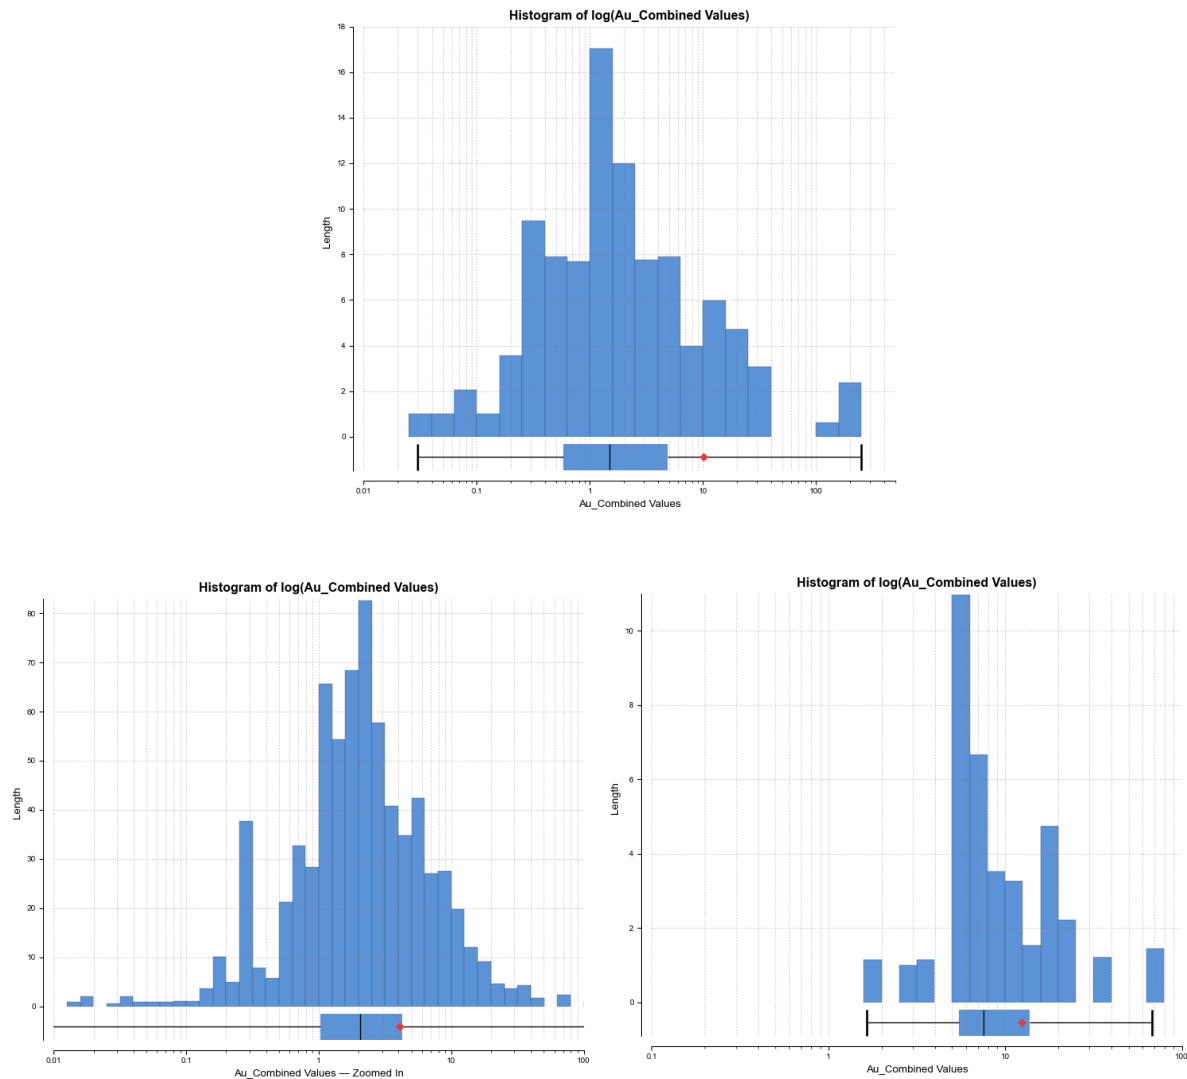 Histogram of log(Au_Combined Values)
18
16
14
12
10
8
6
4
2
0
Length
0.01 0.1 1 10 100
Au_Combined Values
Histogram of log(Au_Combined Values)
80
70
60
50
40
30
20
10
0
Length
0.01 0.1 1 10 100
Au_Combined Values — Zoomed In
Histogram of log(Au_Combined Values)
10
8
6
4
2
0
Length
0.1 1 10 100
Au_Combined Values